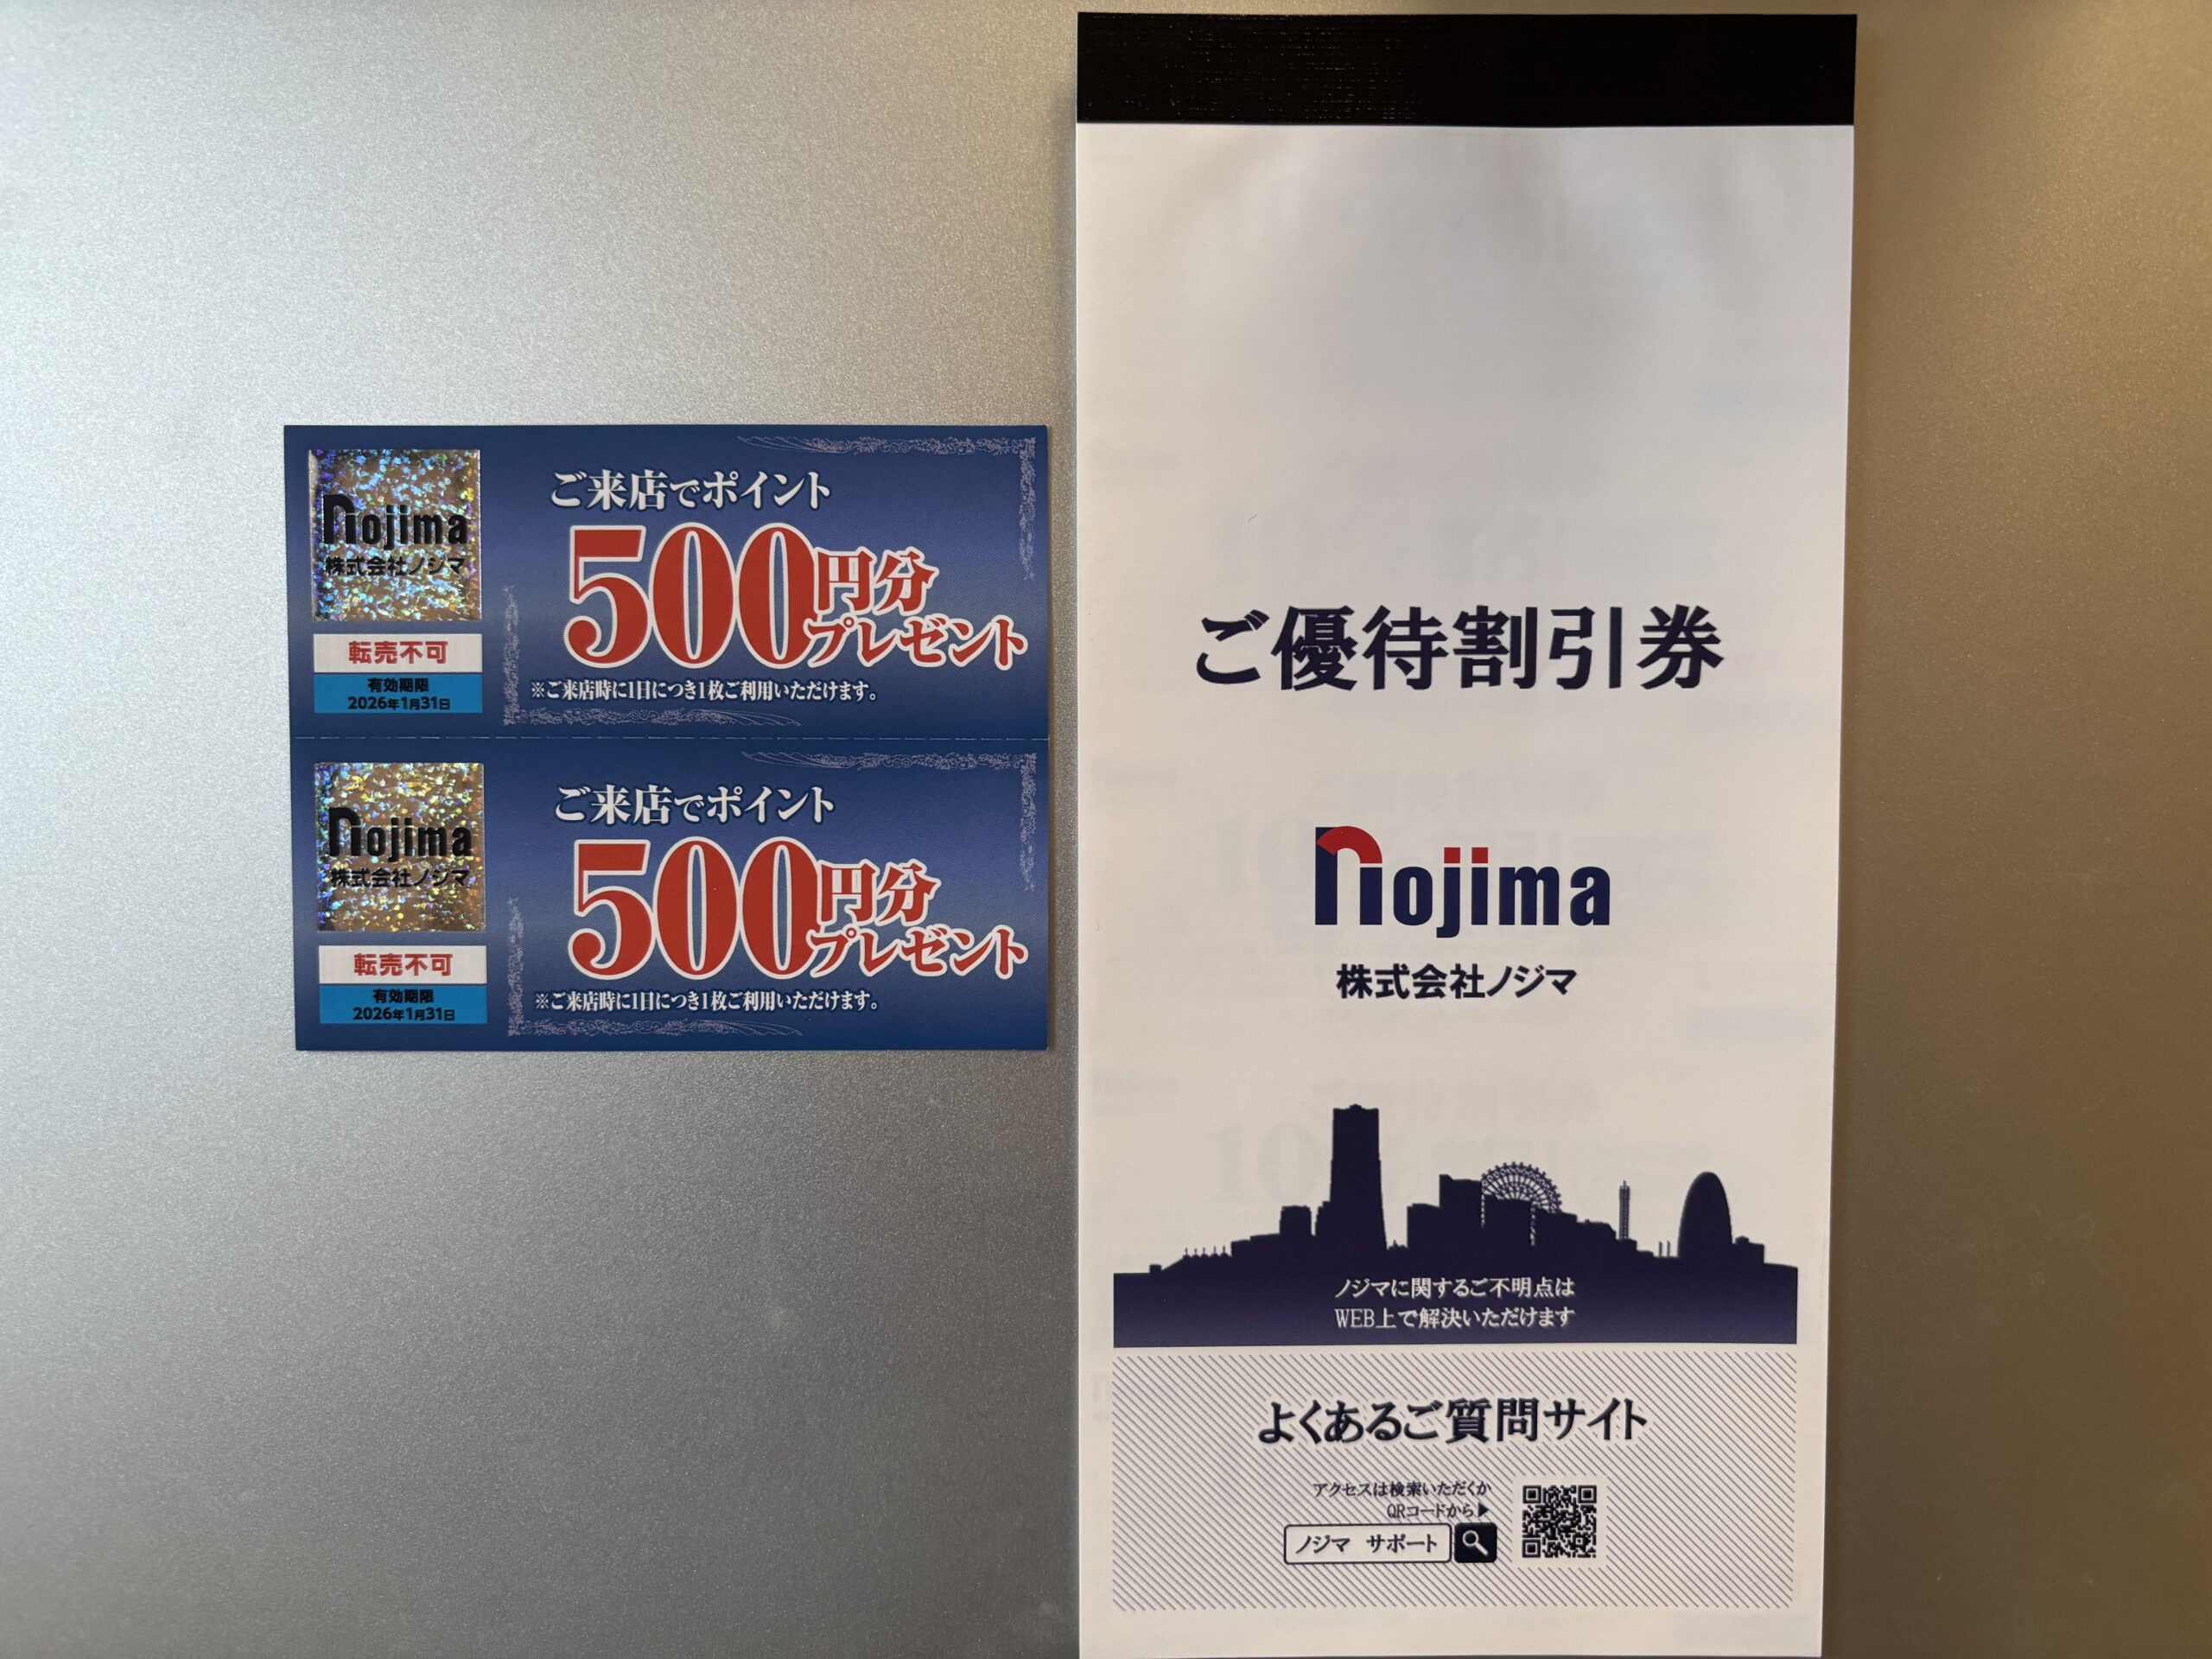 nojima
株式会社ノジマ
転売不可
有効期限
2026年1月31日
ご来店でポイント
500円分
プレゼント
※ご来店時に1日につき1枚ご利用いただけます。
nojima
株式会社ノジマ
転売不可
有効期限
2026年1月31日
ご来店でポイント
500円分
プレゼント
※ご来店時に1日につき1枚ご利用いただけます。
ご優待割引券
nojima
株式会社ノジマ
ノジマに関するご不明点は
WEB上で解決いただけます
よくあるご質問サイト
アクセスは検索いただくか
QRコードから▶
ノジマ サポート